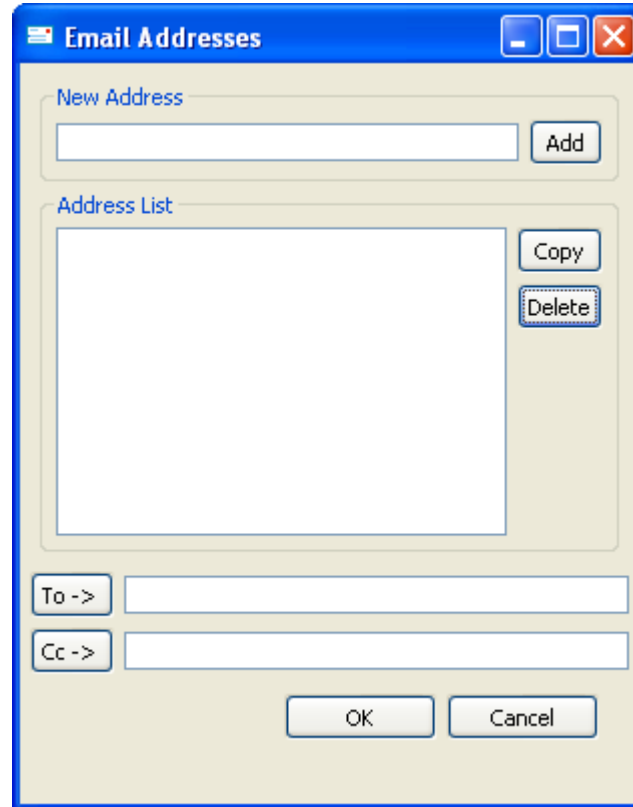 Email Addresses
New Address
Add
Address List
Copy
Delete
To ->
Cc ->
OK
Cancel